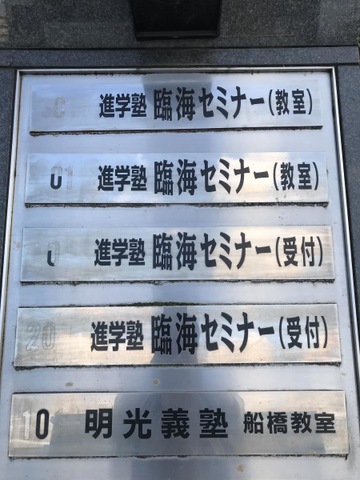 進学塾 臨海セミナー(教室)
01 進学塾 臨海セミナー(教室)
進学塾 臨海セミナー(受付)
20 進学塾 臨海セミナー(受付)
10 明光義塾 船橋教室